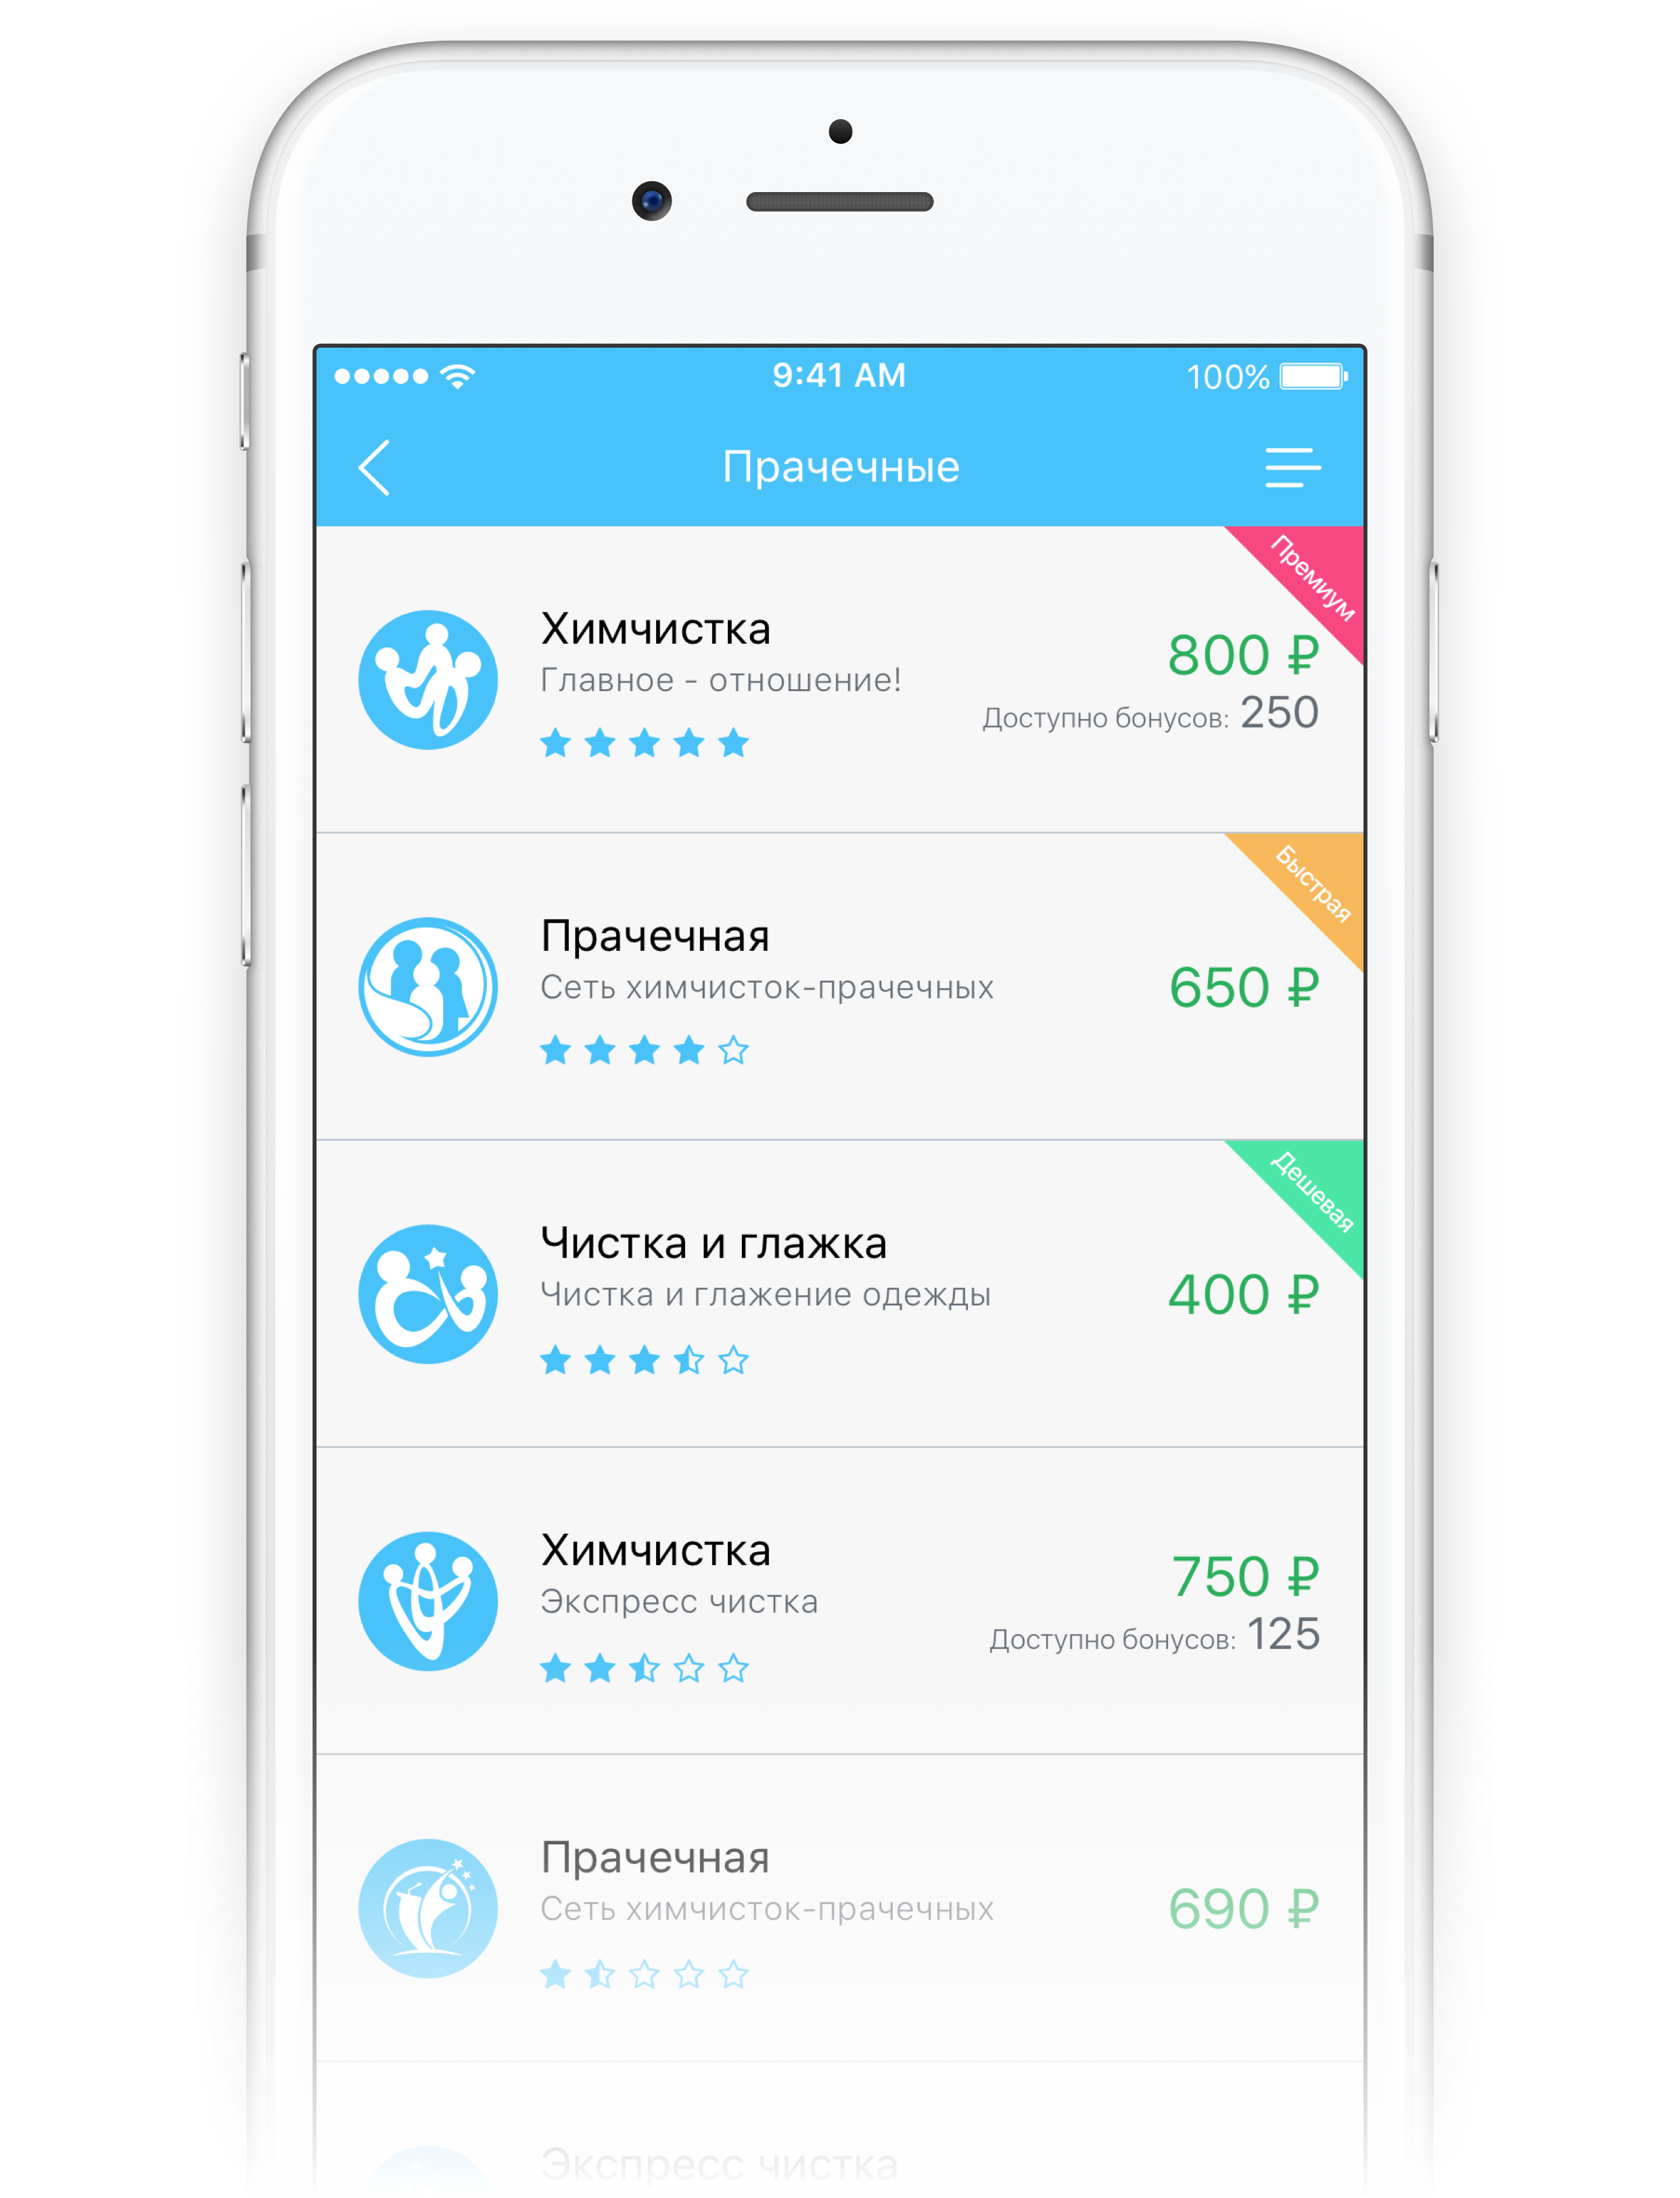 9:41 AM
100%
Прачечные
Премиум
Химчистка
Главное - отношение!
800 ₽
Доступно бонусов: 250
Быстрая
Прачечная
Сеть химчисток-прачечных
650 ₽
Дешевая
Чистка и глажка
Чистка и глажение одежды
400 ₽
Химчистка
Экспресс чистка
750 ₽
Доступно бонусов: 125
Прачечная
Сеть химчисток-прачечных
690 ₽
Экспресс чистка